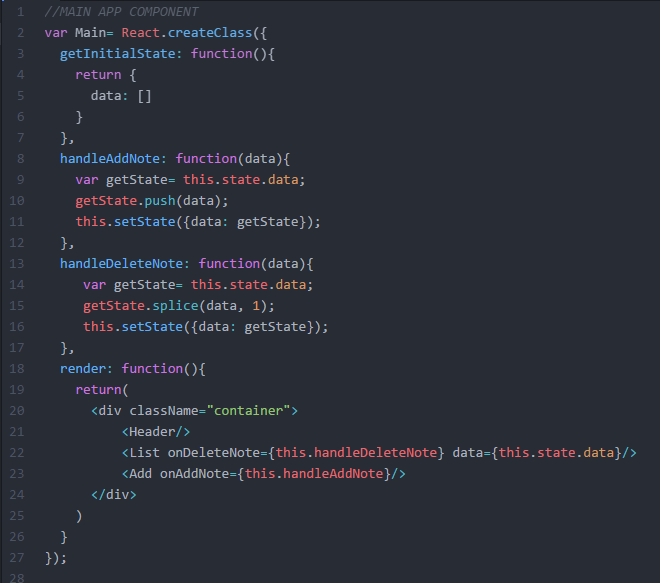 1 //MAIN APP COMPONENT
2 var Main= React.createClass({
3   getInitialState: function(){
4     return {
5       data: []
6     }
7   },
8   handleAddNote: function(data){
9     var getState= this.state.data;
10     getState.push(data);
11     this.setState({data: getState});
12   },
13   handleDeleteNote: function(data){
14      var getState= this.state.data;
15      getState.splice(data, 1);
16      this.setState({data: getState});
17   },
18   render: function(){
19     return(
20       <div className="container">
21           <Header/>
22           <List onDeleteNote={this.handleDeleteNote} data={this.state.data}/>
23           <Add onAddNote={this.handleAddNote}/>
24       </div>
25     )
26   }
27 });
28